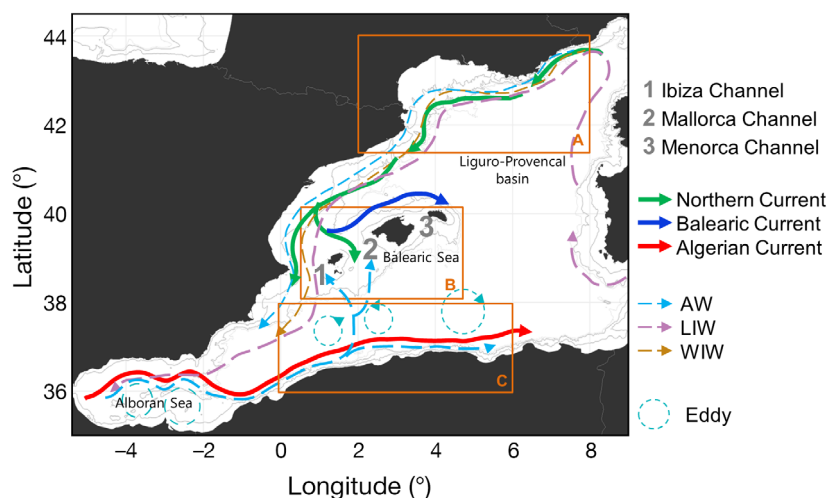 44
42
40
38
36
Latitude (°)
−4
−2
0
2
4
6
8
Longitude (°)
A
Liguro-Provencal
basin
3
2
Balearic Sea
1
B
C
Alboran Sea
1 Ibiza Channel
2 Mallorca Channel
3 Menorca Channel
Northern Current
Balearic Current
Algerian Current
AW
LIW
WIW
Eddy